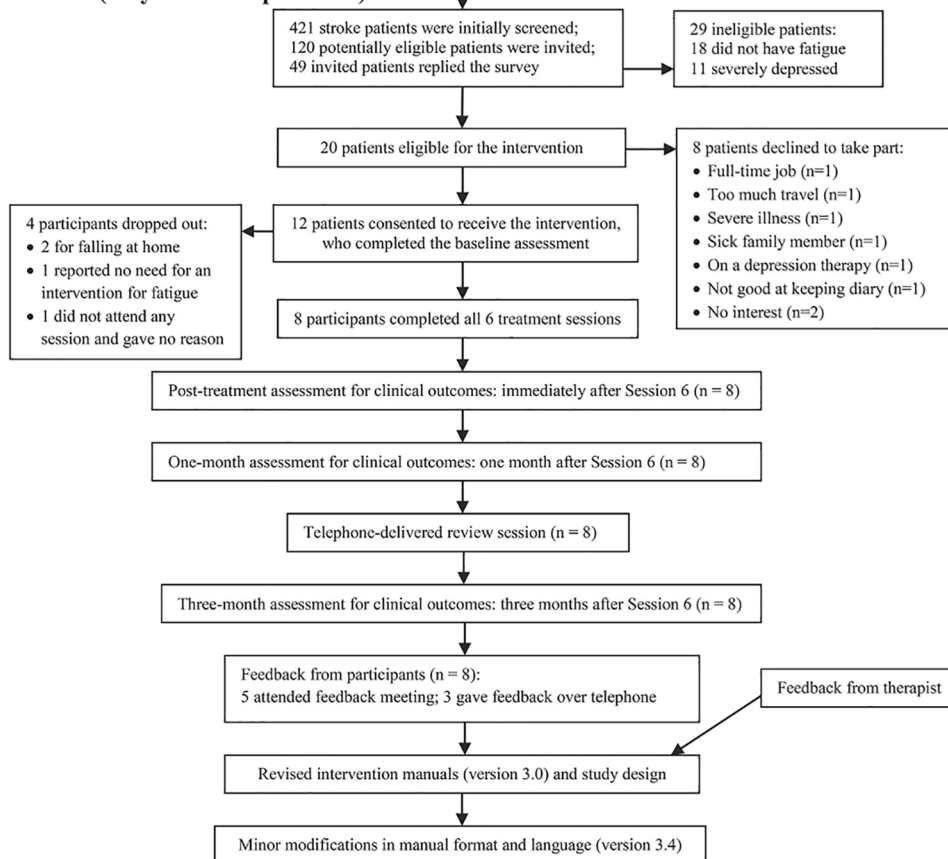 421 stroke patients were initially screened;
120 potentially eligible patients were invited;
49 invited patients replied the survey
29 ineligible patients:
18 did not have fatigue
11 severely depressed
20 patients eligible for the intervention
8 patients declined to take part:
• Full-time job (n=1)
• Too much travel (n=1)
• Severe illness (n=1)
• Sick family member (n=1)
• On a depression therapy (n=1)
• Not good at keeping diary (n=1)
• No interest (n=2)
12 patients consented to receive the intervention,
who completed the baseline assessment
4 participants dropped out:
• 2 for falling at home
• 1 reported no need for an
intervention for fatigue
• 1 did not attend any
session and gave no reason
8 participants completed all 6 treatment sessions
Post-treatment assessment for clinical outcomes: immediately after Session 6 (n = 8)
One-month assessment for clinical outcomes: one month after Session 6 (n = 8)
Telephone-delivered review session (n = 8)
Three-month assessment for clinical outcomes: three months after Session 6 (n = 8)
Feedback from participants (n = 8):
5 attended feedback meeting; 3 gave feedback over telephone
Feedback from therapist
Revised intervention manuals (version 3.0) and study design
Minor modifications in manual format and language (version 3.4)